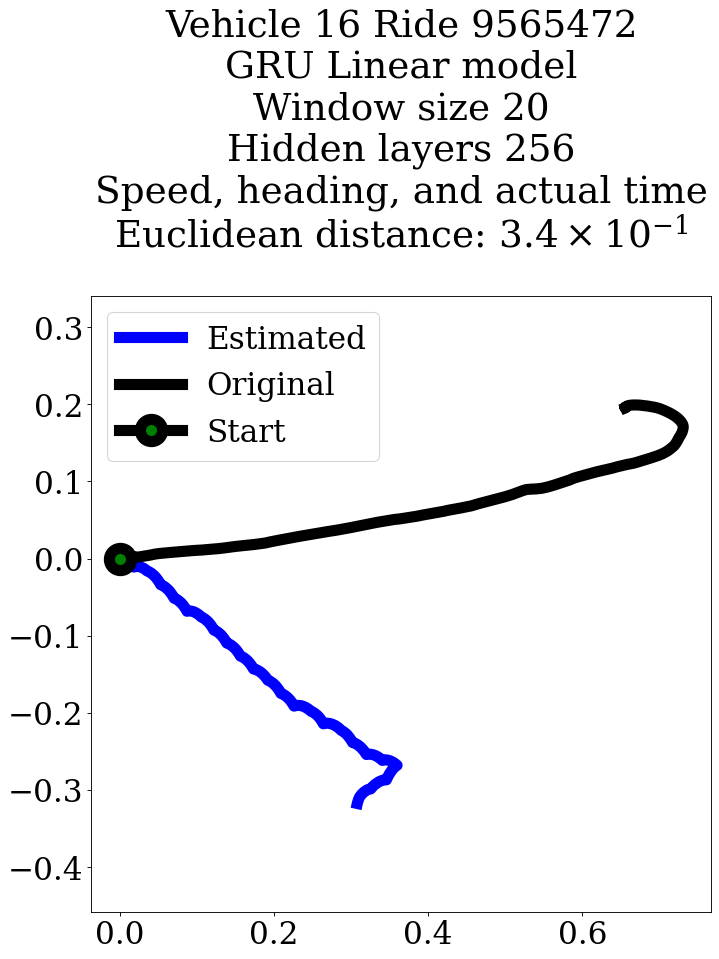 Vehicle 16 Ride 9565472
GRU Linear model
Window size 20
Hidden layers 256
Speed, heading, and actual time
Euclidean distance: 3.4 × 10⁻¹
Estimated
Original
Start
0.3
0.2
0.1
0.0
−0.1
−0.2
−0.3
−0.4
0.0 0.2 0.4 0.6